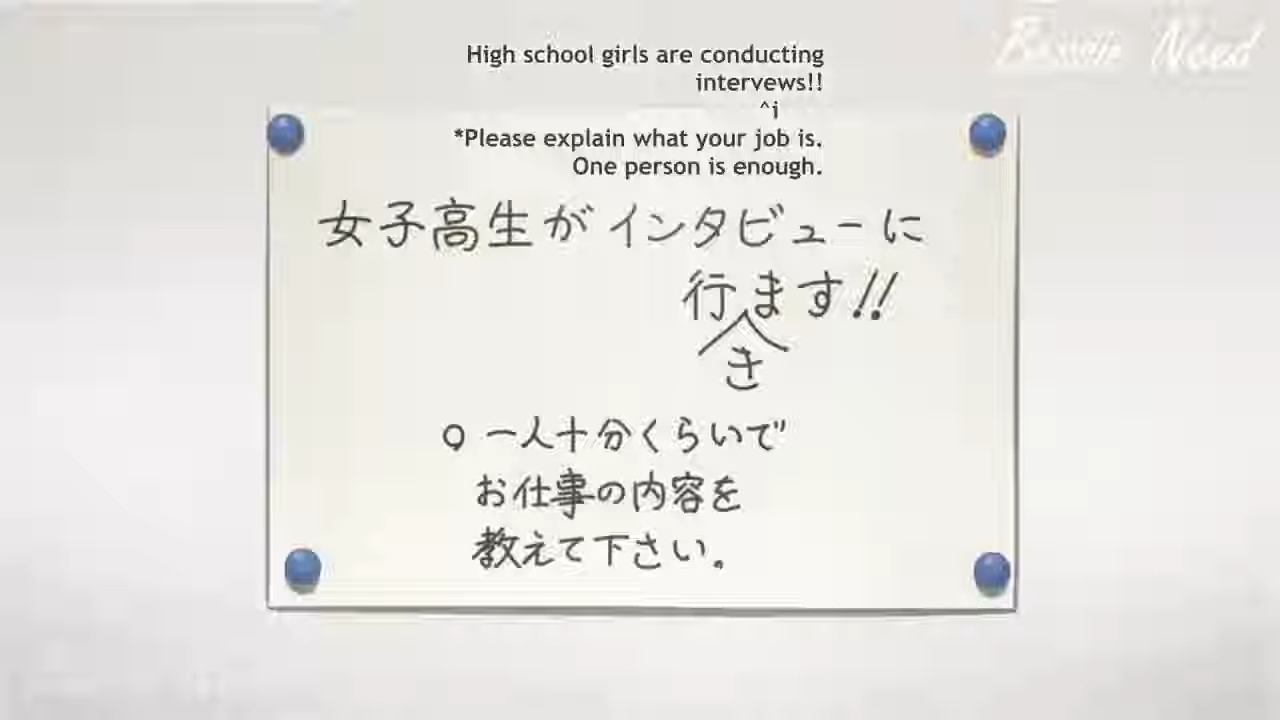 High school girls are conducting
intervews!!
^i
*Please explain what your job is.
One person is enough.
女子高生がインタビューに
行ます!!
き
○ 一人十分くらいで
お仕事の内容を
教えて下さい。